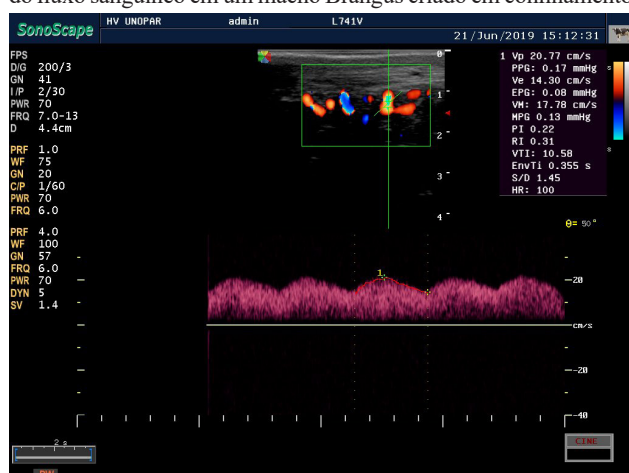 do fluxo sanguíneo em um macho Brangus criado em confinamento
SonoScape
HV UNOPAR admin L741V
21/Jun/2019 15:12:31
FPS
D/G 200/3
GN 41
I/P 2/30
PWR 70
FRQ 7.0-13
D 4.4cm
PRF 1.0
WF 75
GN 20
C/P 1/60
PWR 70
FRQ 6.0
PRF 4.0
WF 100
GN 57
FRQ 6.0
PWR 70
DYN 5
SV 1.4
0
1
2
3
4
s
s
1 Vp 20.77 cm/s
PPG: 0.17 mmHg
Ve 14.30 cm/s
EPG: 0.08 mmHg
VM: 17.78 cm/s
MPG 0.13 mmHg
PI 0.22
RI 0.31
VTI: 10.58
EnvTi 0.355 s
S/D 1.45
HR: 100
θ= 50°
1
20
cm/s
-20
-40
2 s
CINE
PW